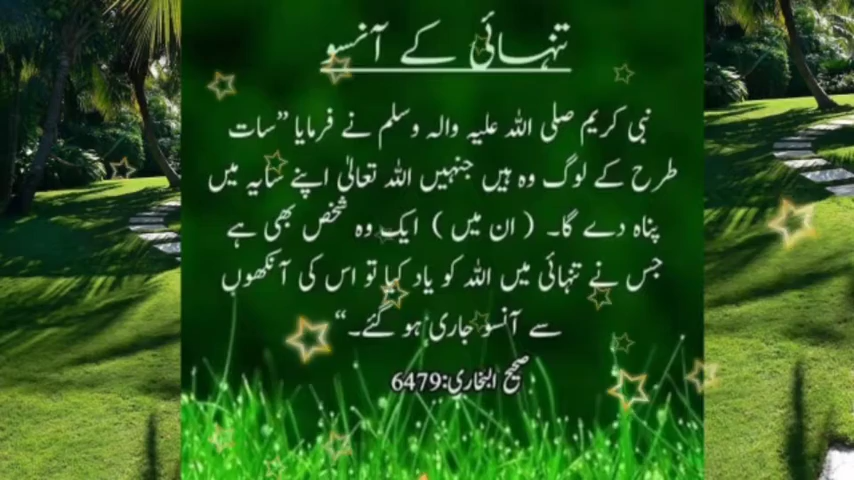 تنہائی کے آنسو
نبی کریم صلی اللہ علیہ والہ وسلم نے فرمایا ”سات
طرح کے لوگ وہ ہیں جنہیں اللہ تعالیٰ اپنے سایہ میں
پناہ دے گا۔ ( ان میں ) ایک وہ شخص بھی ہے
جس نے تنہائی میں اللہ کو یاد کیا تو اس کی آنکھوں
سے آنسو جاری ہو گئے۔“
صحیح البخاری:6479